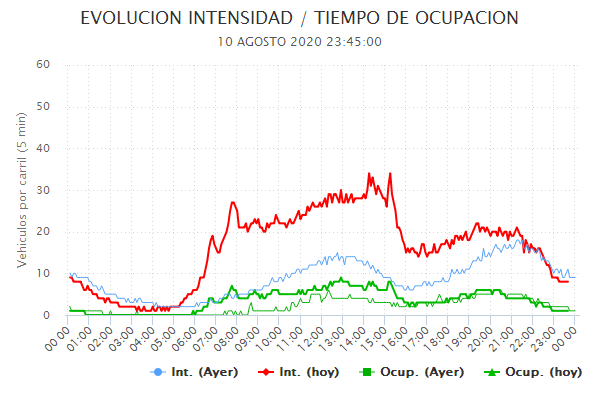 EVOLUCION INTENSIDAD / TIEMPO DE OCUPACION
10 AGOSTO 2020 23:45:00
Vehículos por carril (5 min)
60
50
40
30
20
10
0
00:00 01:00 02:00 03:00 04:00 05:00 06:00 07:00 08:00 09:00 10:00 11:00 12:00 13:00 14:00 15:00 16:00 17:00 18:00 19:00 20:00 21:00 22:00 23:00 00:00
Int. (Ayer) Int. (hoy) Ocup. (Ayer) Ocup. (hoy)